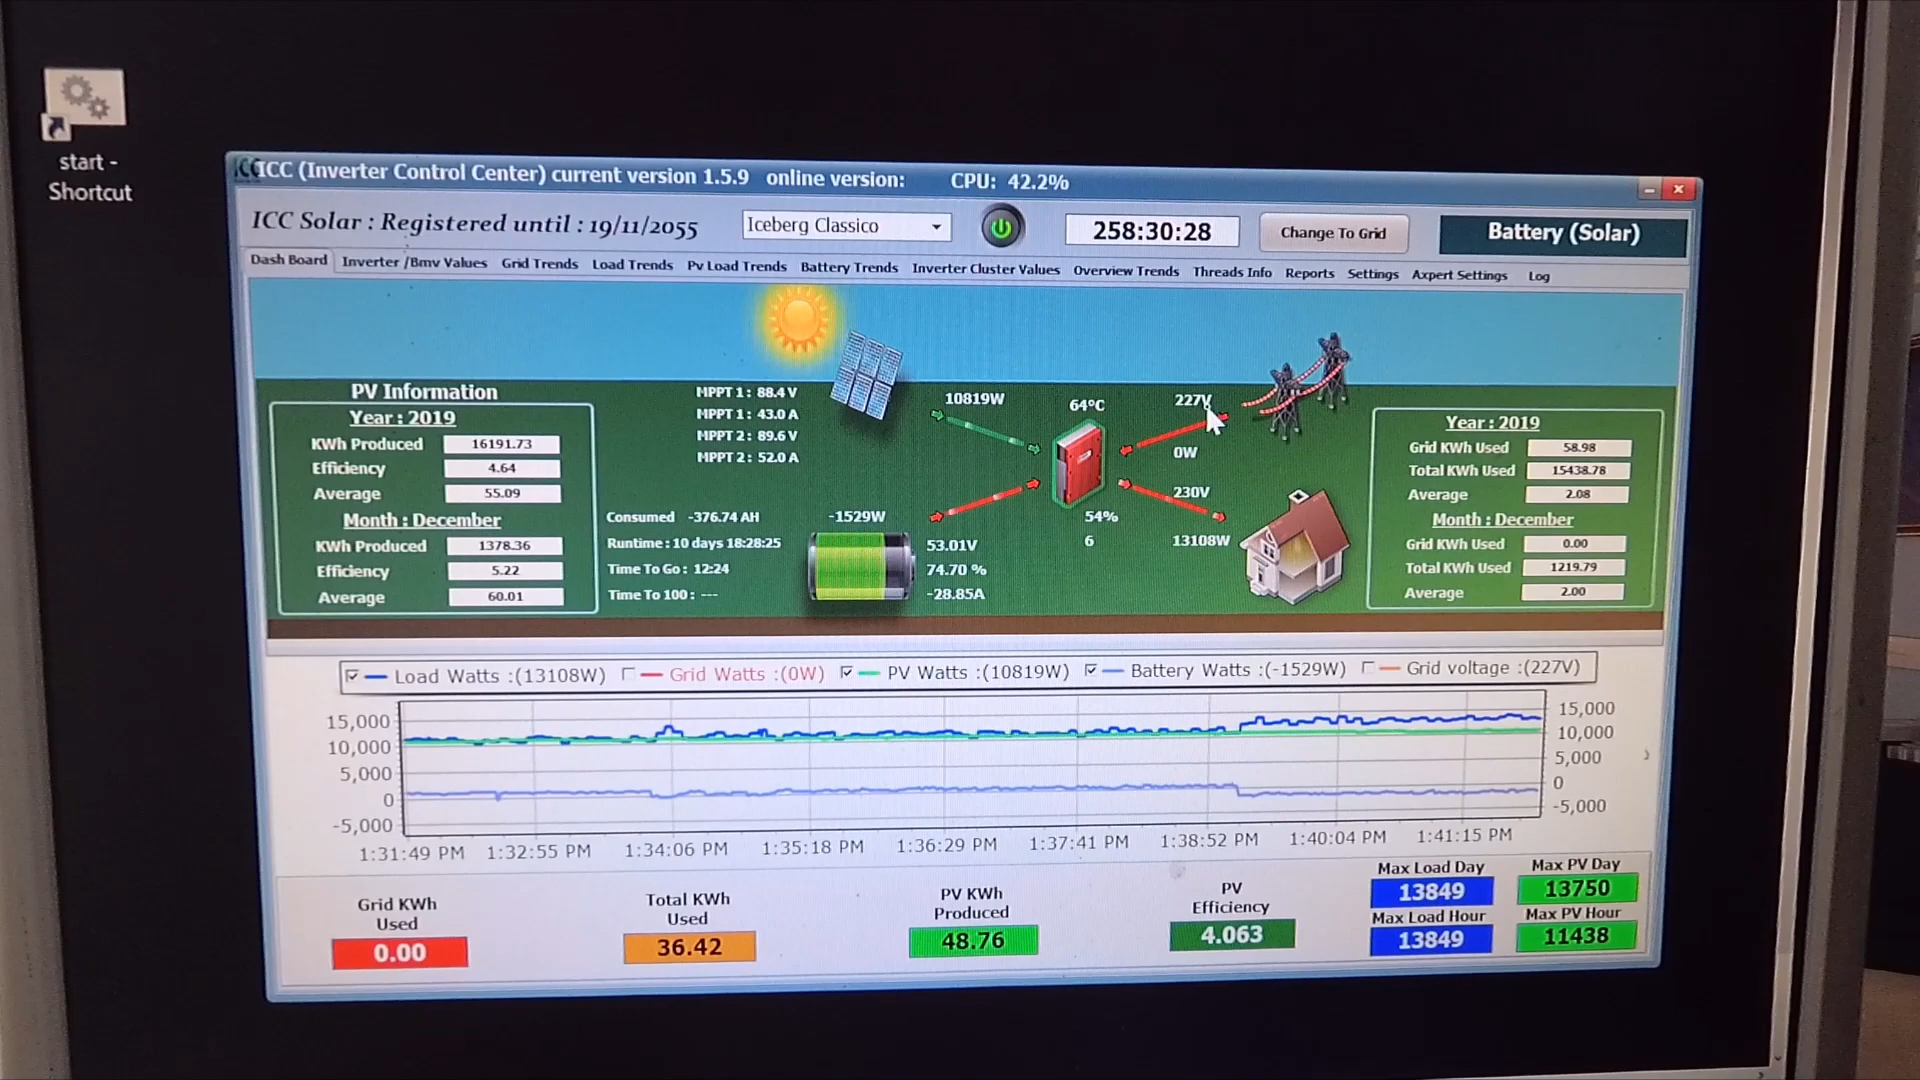 start -
Shortcut
ICC (Inverter Control Center) current version 1.5.9 online version: CPU: 42.2%
ICC Solar : Registered until : 19/11/2055
Iceberg Classico
258:30:28
Change To Grid
Battery (Solar)
Dash Board Inverter /Bmv Values Grid Trends Load Trends Pv Load Trends Battery Trends Inverter Cluster Values Overview Trends Threads Info Reports Settings Axpert Settings Log
PV Information
Year : 2019
KWh Produced 16191.73
Efficiency 4.64
Average 55.09
Month : December
KWh Produced 1378.36
Efficiency 5.22
Average 60.01
MPPT 1 : 88.4 V
MPPT 1 : 43.0 A
MPPT 2 : 89.6 V
MPPT 2 : 52.0 A
Consumed -376.74 AH
Runtime : 10 days 18:28:25
Time To Go : 12:24
Time To 100 : ---
10819W
64ºC
227V
0W
230V
13108W
54%
6
-1529W
53.01V
74.70 %
-28.85A
Year : 2019
Grid KWh Used 58.98
Total KWh Used 15438.78
Average 2.08
Month : December
Grid KWh Used 0.00
Total KWh Used 1219.79
Average 2.00
Load Watts :(13108W) Grid Watts :(0W) PV Watts :(10819W) Battery Watts :(-1529W) Grid voltage :(227V)
15,000 15,000
10,000 10,000
5,000 5,000
0 0
-5,000 -5,000
1:31:49 PM 1:32:55 PM 1:34:06 PM 1:35:18 PM 1:36:29 PM 1:37:41 PM 1:38:52 PM 1:40:04 PM 1:41:15 PM
Grid KWh
Used
0.00
Total KWh
Used
36.42
PV KWh
Produced
48.76
PV
Efficiency
4.063
Max Load Day
13849
Max Load Hour
13849
Max PV Day
13750
Max PV Hour
11438